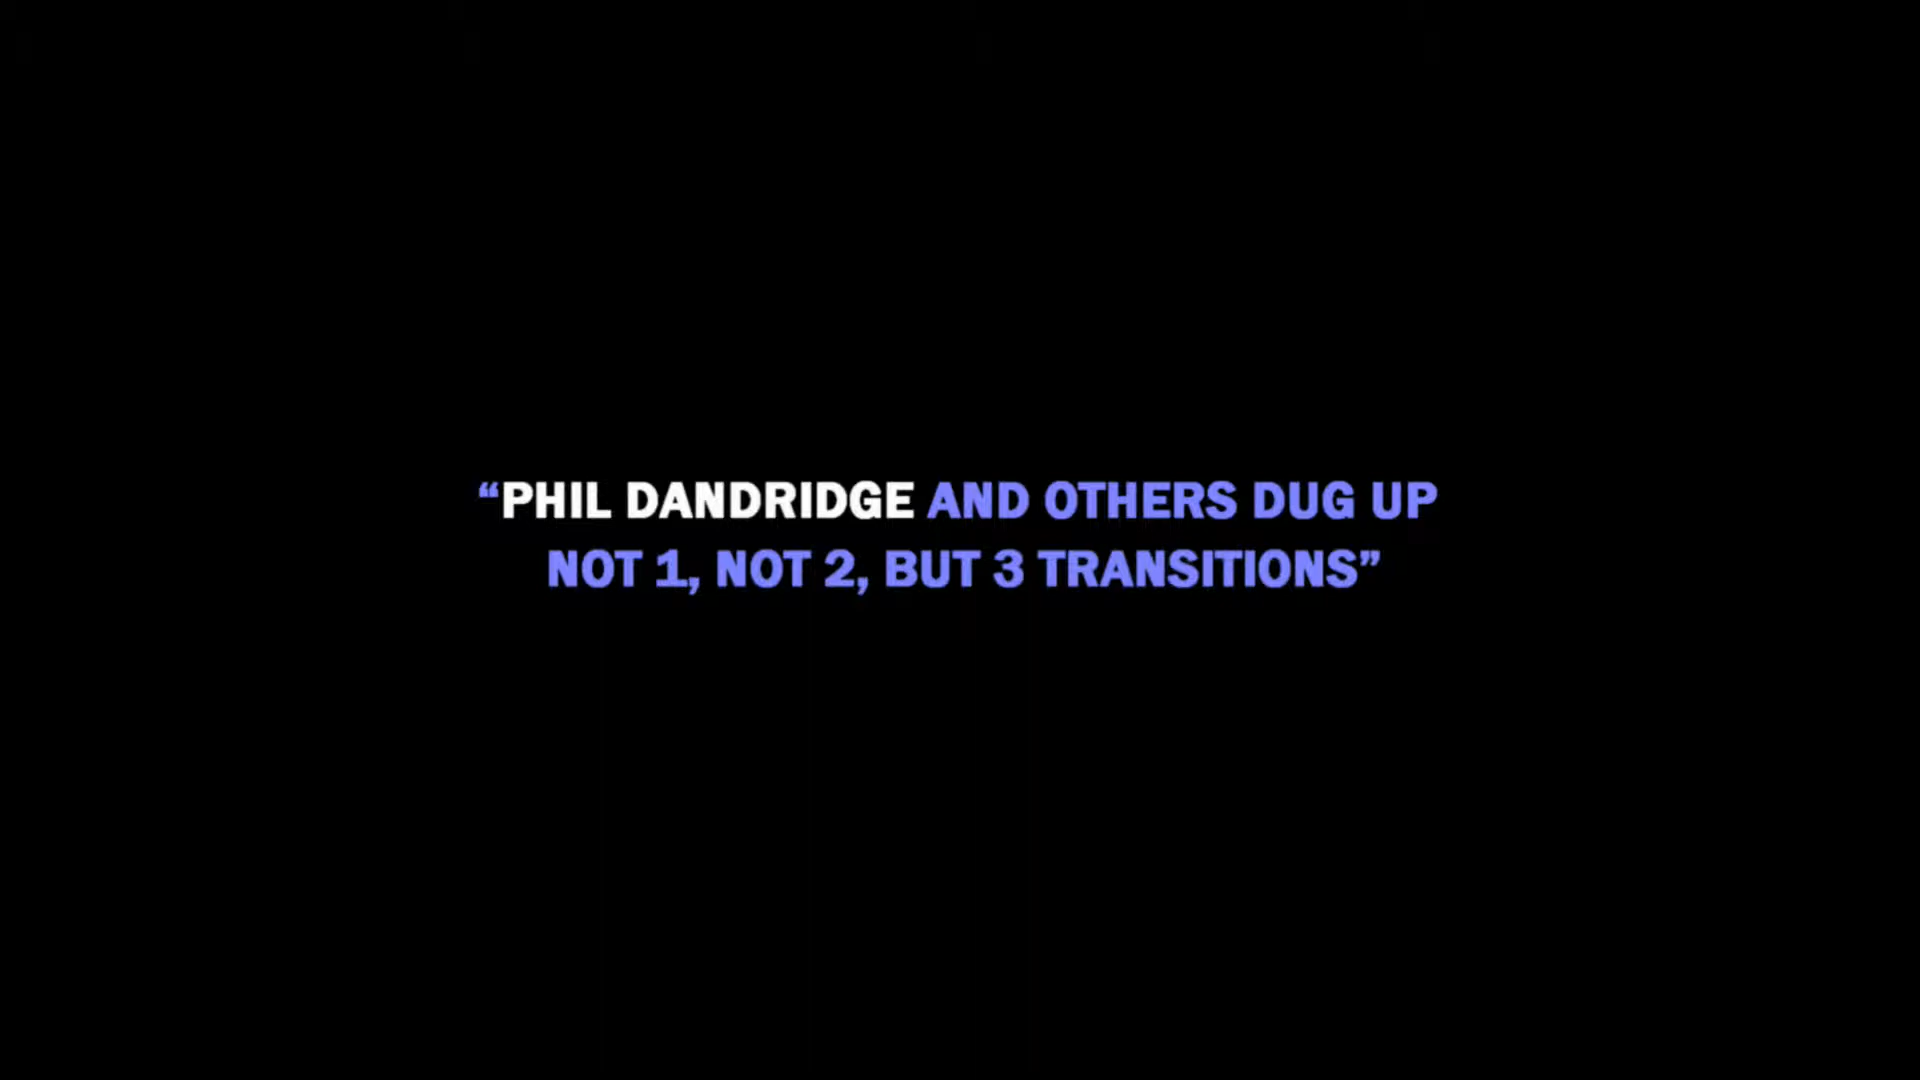 “PHIL DANDRIDGE AND OTHERS DUG UP
NOT 1, NOT 2, BUT 3 TRANSITIONS”